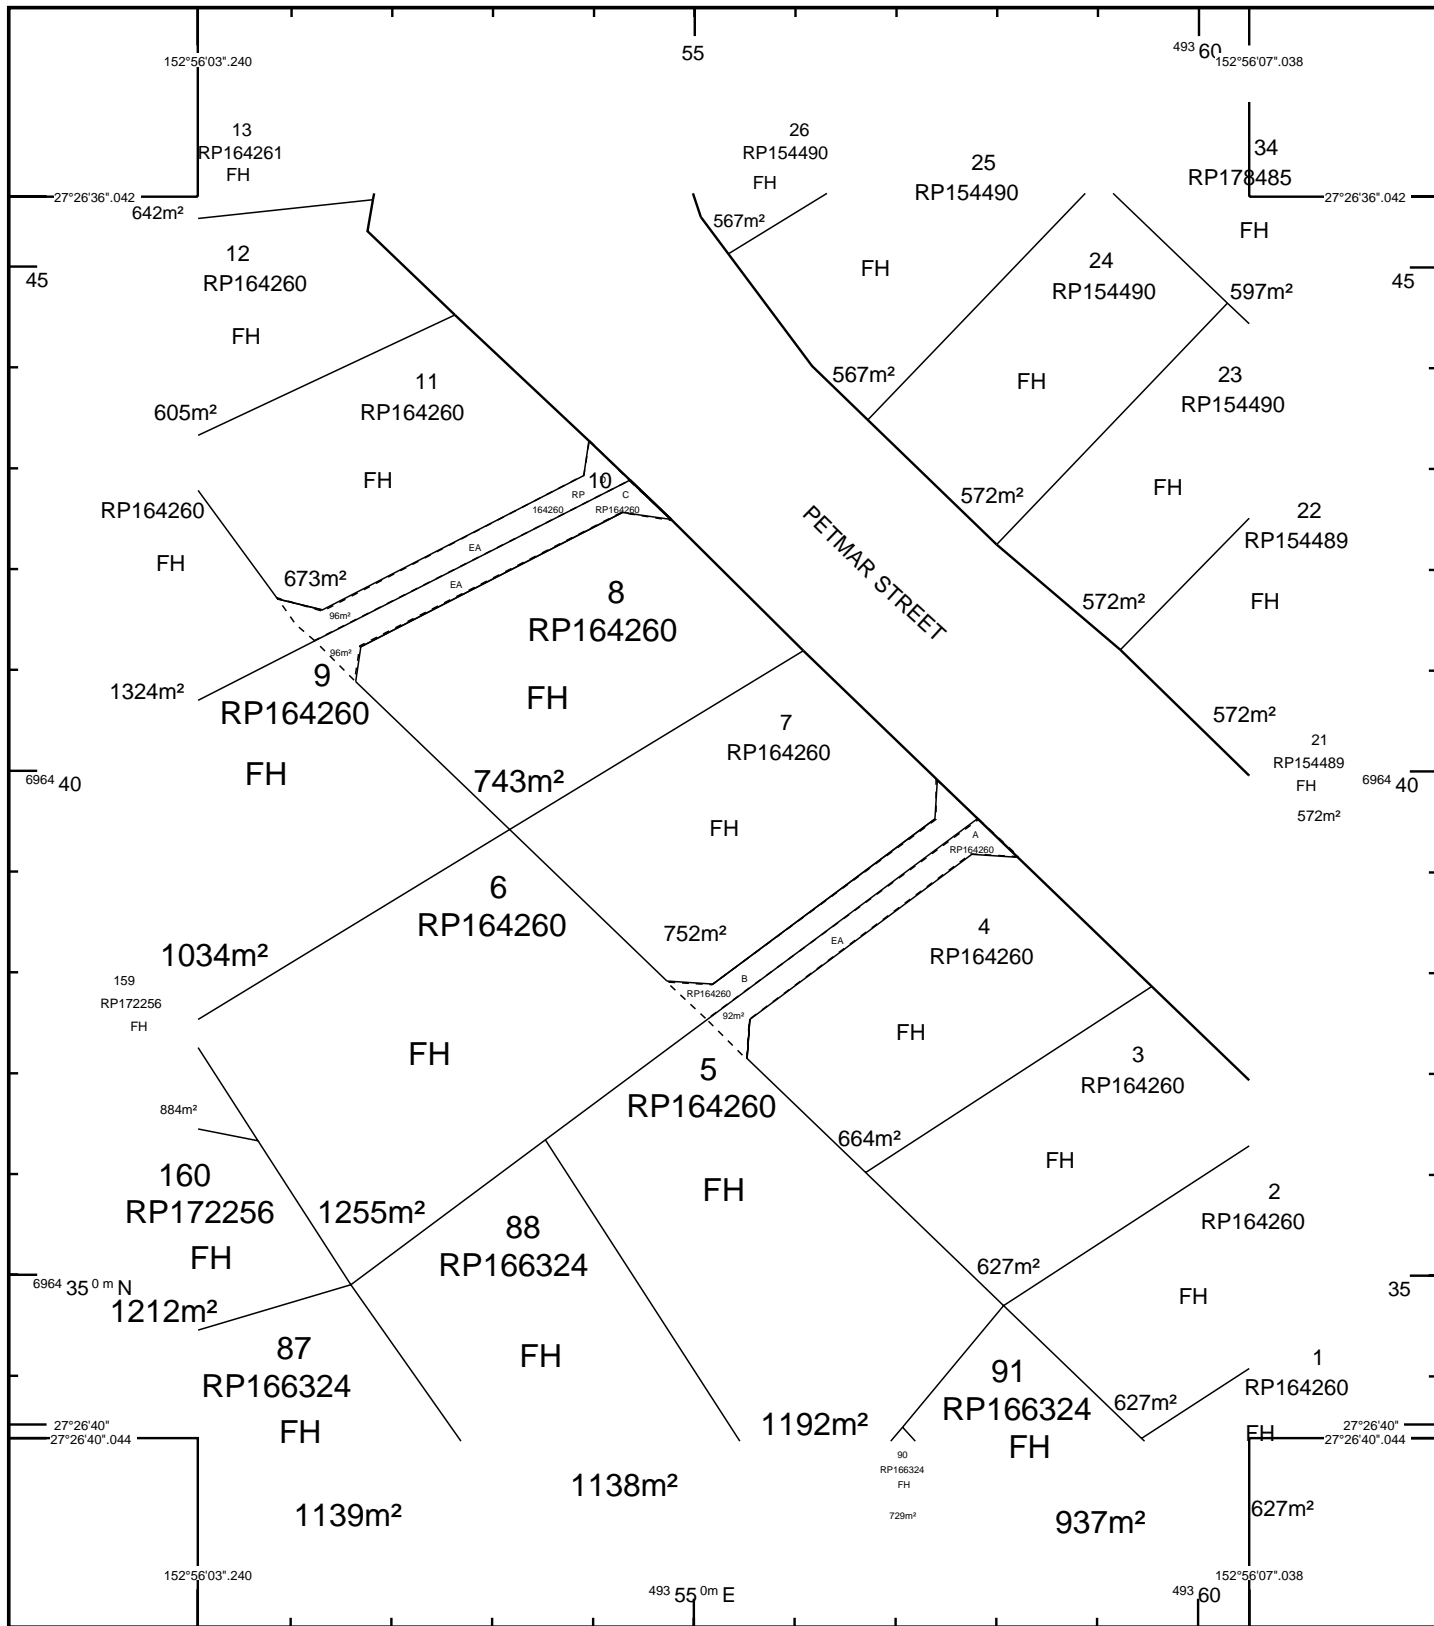 55
493 60
152°56'03".240
152°56'07".038
13
RP164261
FH
26
RP154490
FH
25
RP154490
FH
34
RP178485
FH
27°26'36".042
27°26'36".042
642m²
567m²
12
RP164260
FH
24
RP154490
FH
597m²
45
45
11
RP164260
FH
605m²
567m²
23
RP154490
FH
10
RP
164260
C
RP164260
572m²
RP164260
FH
22
RP154489
FH
PETMAR STREET
EA
EA
673m²
96m²
96m²
8
RP164260
FH
572m²
9
RP164260
FH
1324m²
572m²
7
RP164260
FH
21
RP154489
FH
572m²
6964 40
743m²
6964 40
A
RP164260
6
RP164260
FH
752m²
EA
4
RP164260
FH
1034m²
159
RP172256
FH
B
RP164260
92m²
5
RP164260
FH
3
RP164260
FH
884m²
664m²
160
RP172256
FH
1255m²
88
RP166324
FH
2
RP164260
FH
627m²
6964 35 0 m N
35
1212m²
87
RP166324
FH
91
RP166324
FH
1
RP164260
FH
627m²
1192m²
27°26'40"
27°26'40".044
27°26'40"
27°26'40".044
90
RP166324
FH
729m²
1138m²
1139m²
937m²
627m²
152°56'03".240
152°56'07".038
493 55 0m E
493 60